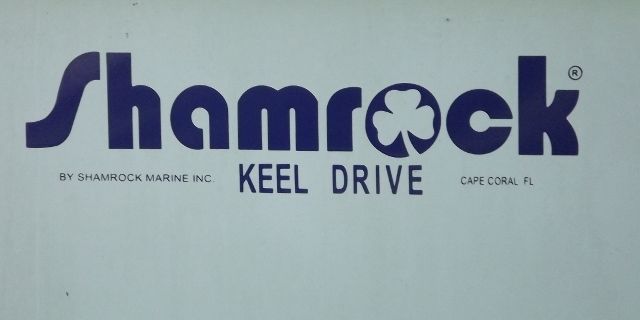 Shamrock ®
BY SHAMROCK MARINE INC. KEEL DRIVE CAPE CORAL FL